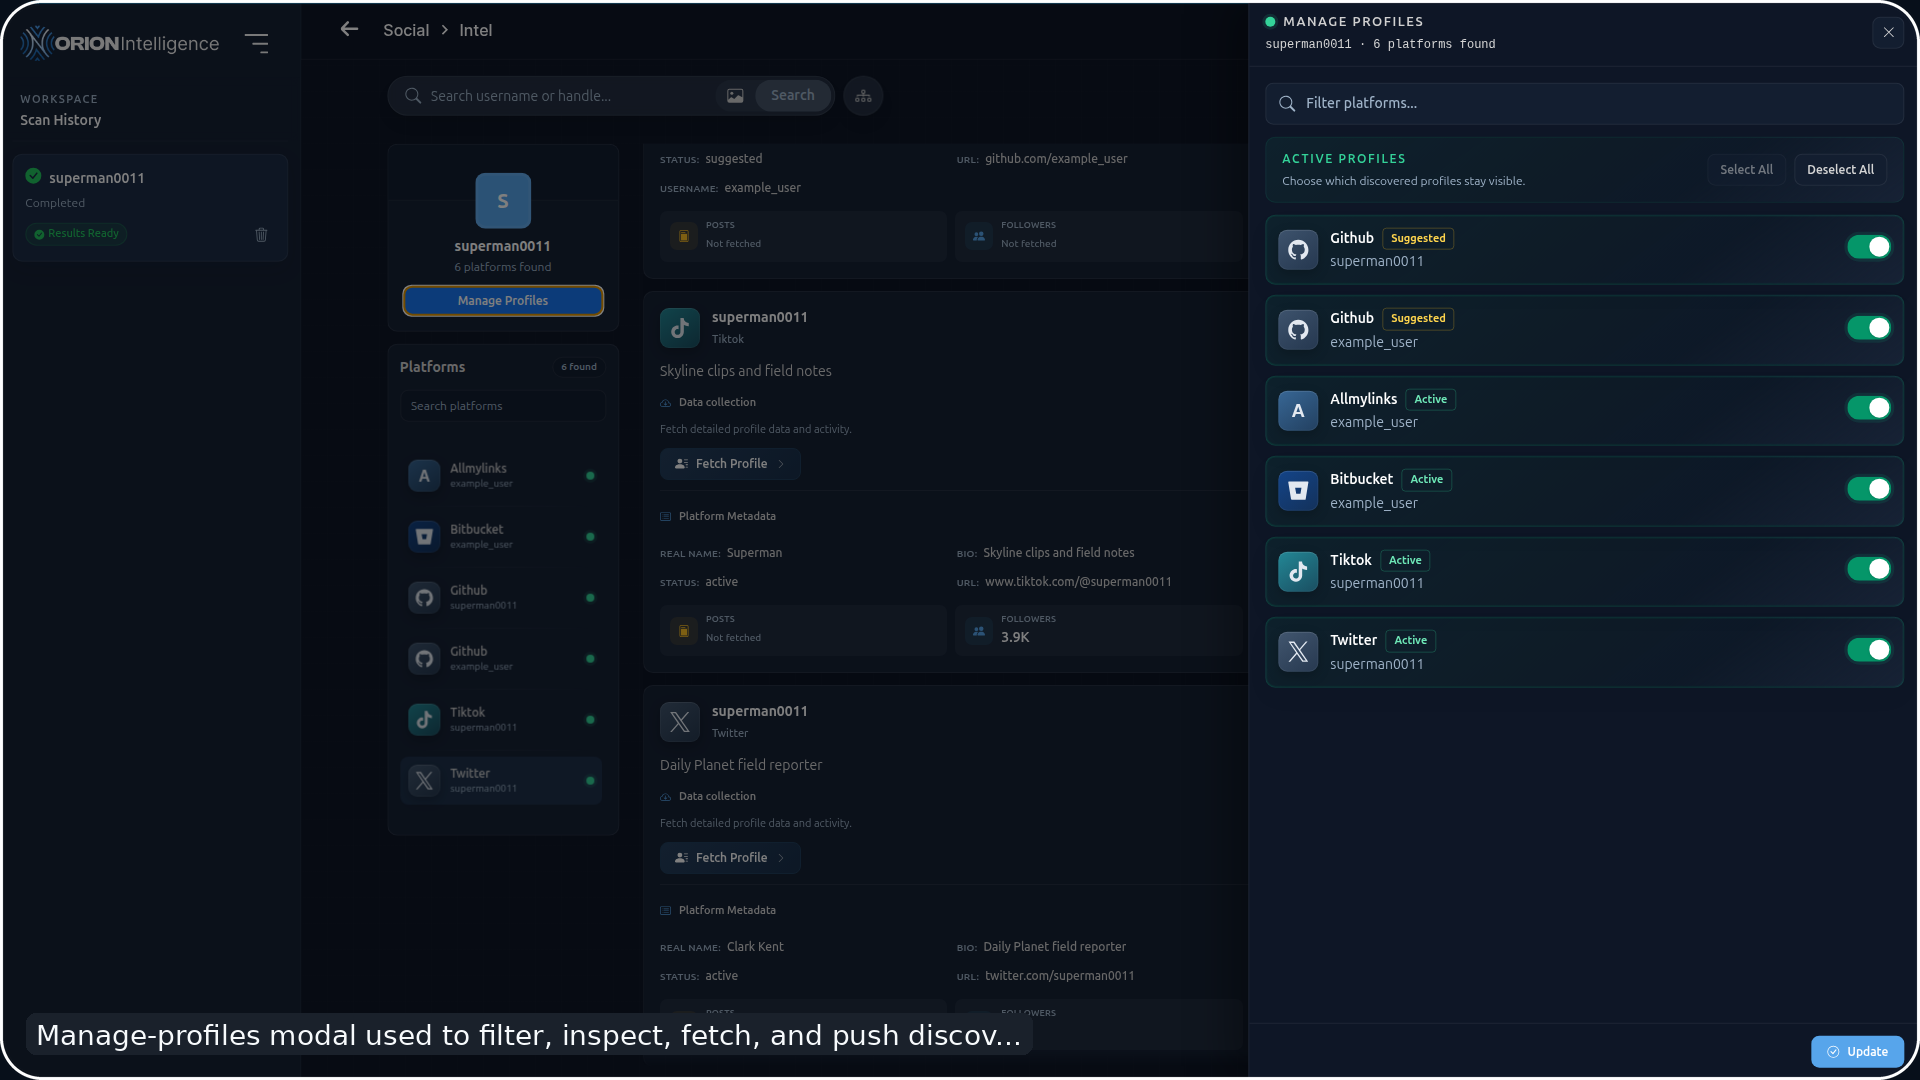 ORIONIntelligence
WORKSPACE
Scan History
superman0011
Completed
Results Ready
Social > Intel
Search username or handle...
Search
S
superman0011
6 platforms found
Manage Profiles
Platforms
6 found
Search platforms
A
Allmylinks
example_user
Bitbucket
example_user
Github
superman0011
Github
example_user
Tiktok
superman0011
Twitter
superman0011
STATUS: suggested
URL: github.com/example_user
USERNAME: example_user
POSTS
Not fetched
FOLLOWERS
Not fetched
superman0011
Tiktok
Skyline clips and field notes
Data collection
Fetch detailed profile data and activity.
Fetch Profile
Platform Metadata
REAL NAME: Superman
BIO: Skyline clips and field notes
STATUS: active
URL: www.tiktok.com/@superman0011
POSTS
Not fetched
FOLLOWERS
3.9K
superman0011
Twitter
Daily Planet field reporter
Data collection
Fetch detailed profile data and activity.
Fetch Profile
Platform Metadata
REAL NAME: Clark Kent
BIO: Daily Planet field reporter
STATUS: active
URL: twitter.com/superman0011
POSTS
FOLLOWERS
MANAGE PROFILES
superman0011 · 6 platforms found
Filter platforms...
ACTIVE PROFILES
Choose which discovered profiles stay visible.
Select All
Deselect All
Github Suggested
superman0011
Github Suggested
example_user
A
Allmylinks Active
example_user
Bitbucket Active
example_user
Tiktok Active
superman0011
Twitter Active
superman0011
Update
Manage-profiles modal used to filter, inspect, fetch, and push discov...